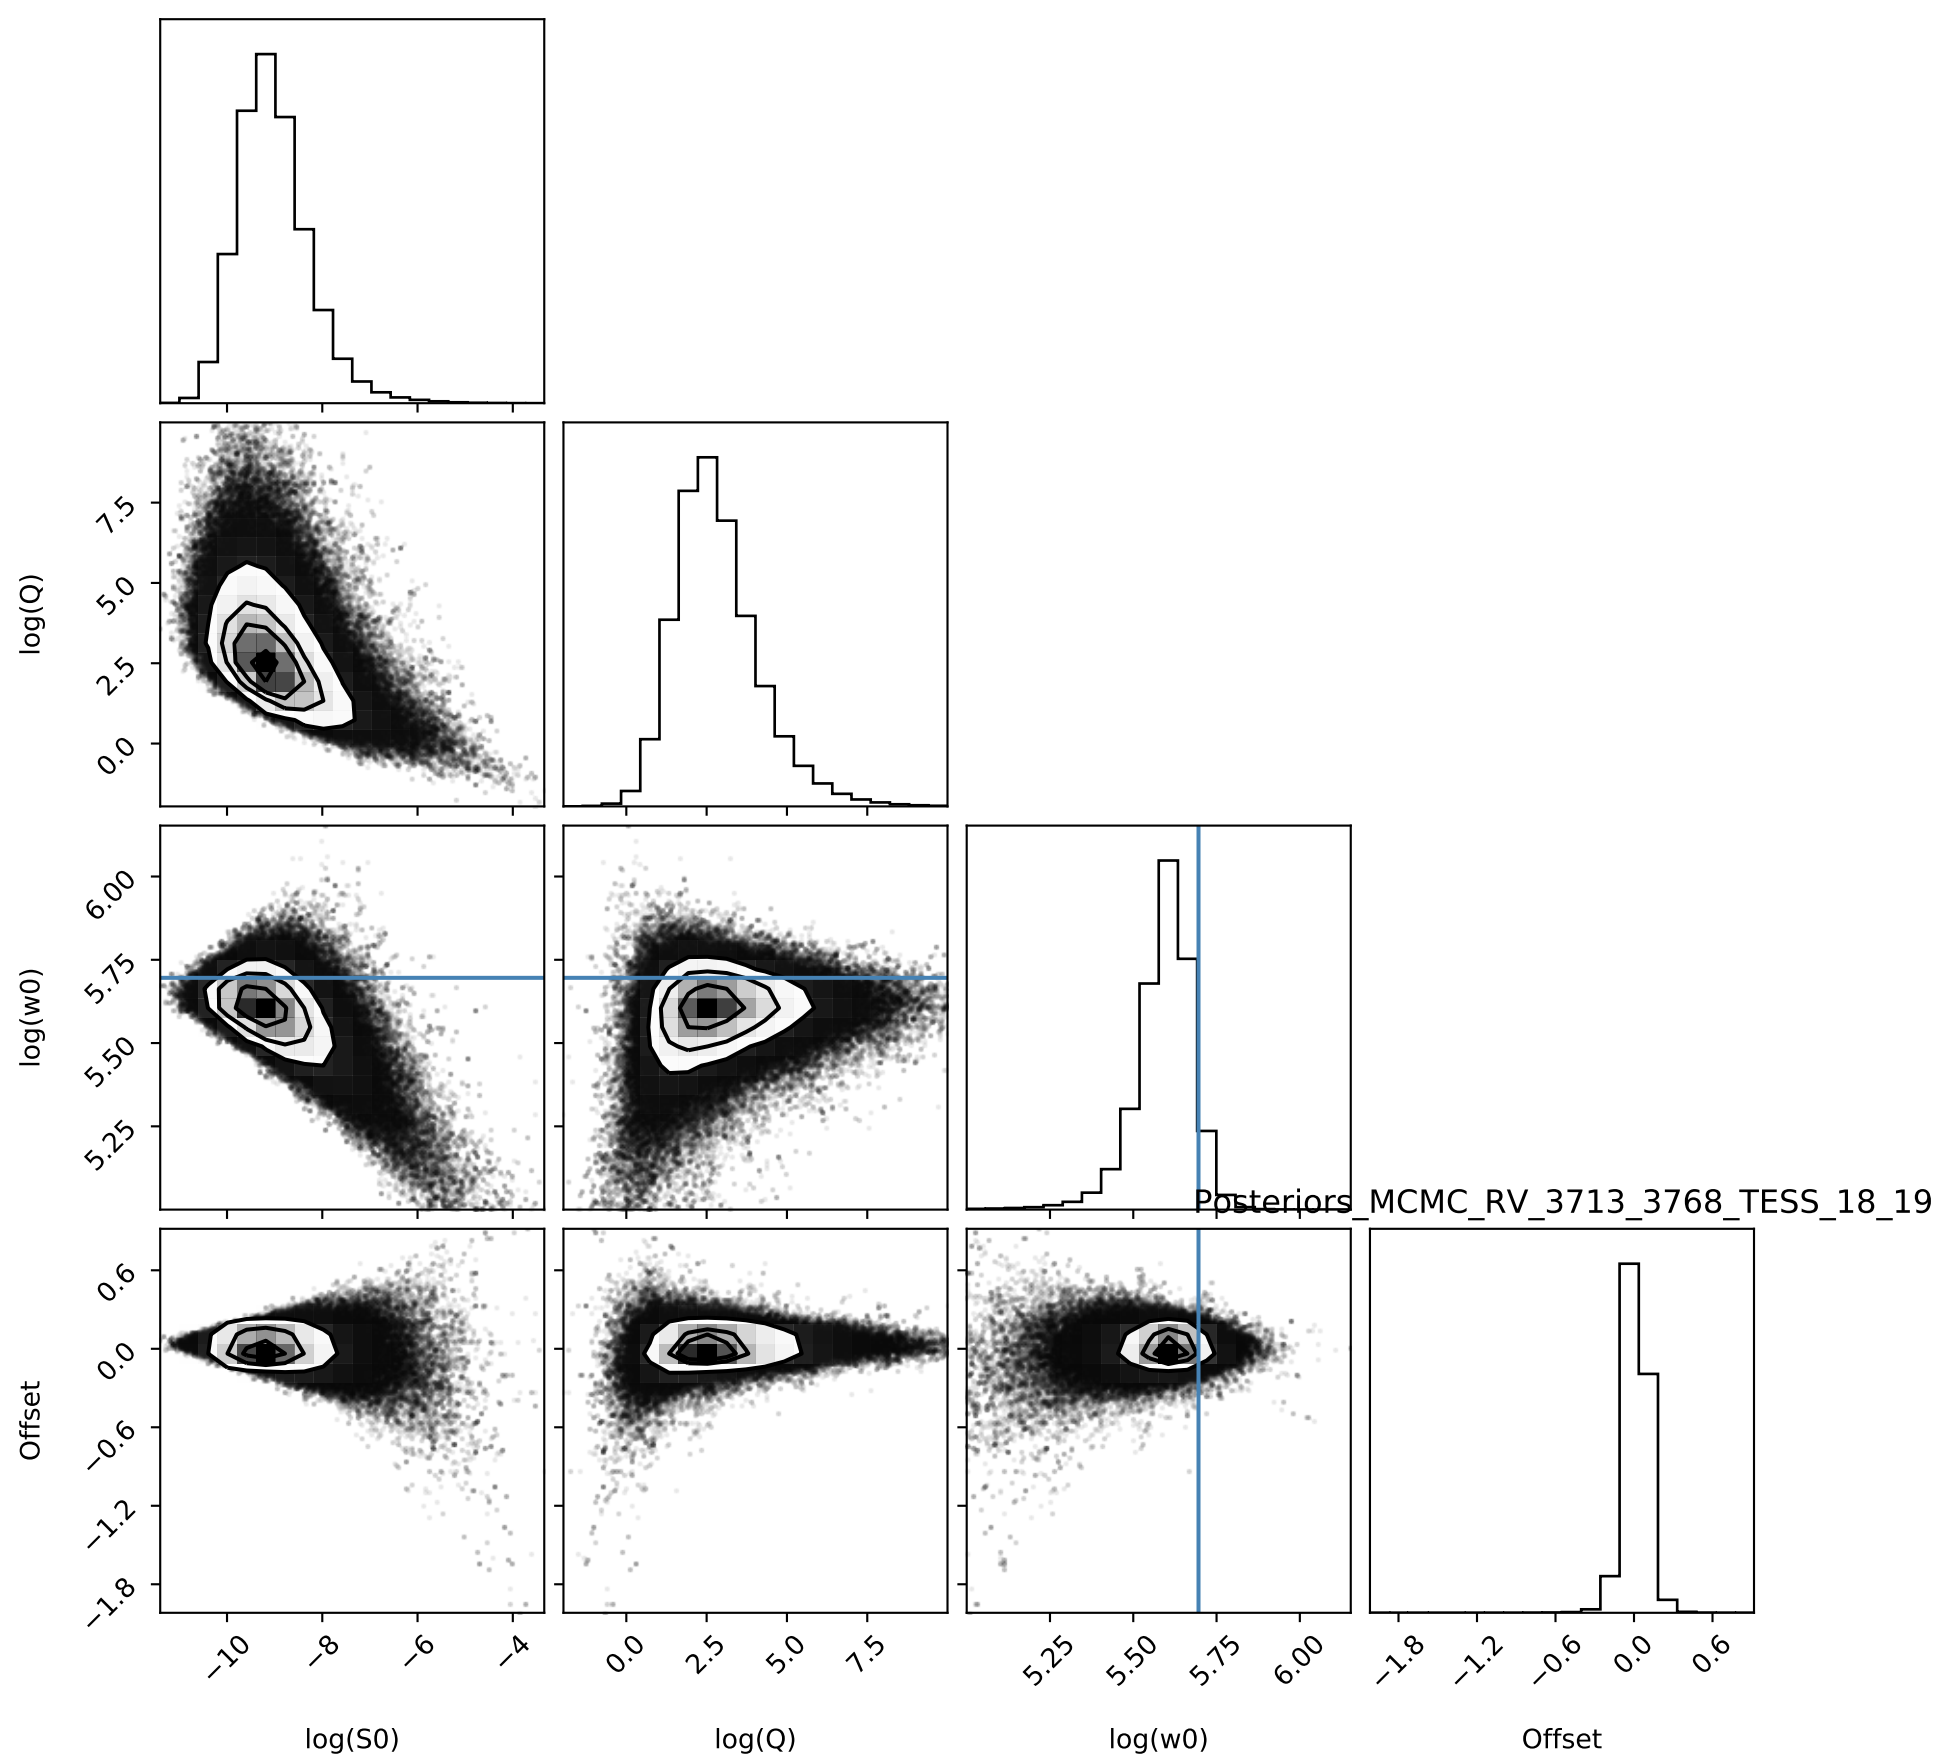 log(Q)
7.5
5.0
2.5
0.0
log(w0)
6.00
5.75
5.50
5.25
Posteriors_MCMC_RV_3713_3768_TESS_18_19
Offset
0.6
0.0
−0.6
−1.2
−1.8
−10 −8 −6 −4 0.0 2.5 5.0 7.5 5.25 5.50 5.75 6.00 −1.8 −1.2 −0.6 0.0 0.6
log(S0) log(Q) log(w0) Offset